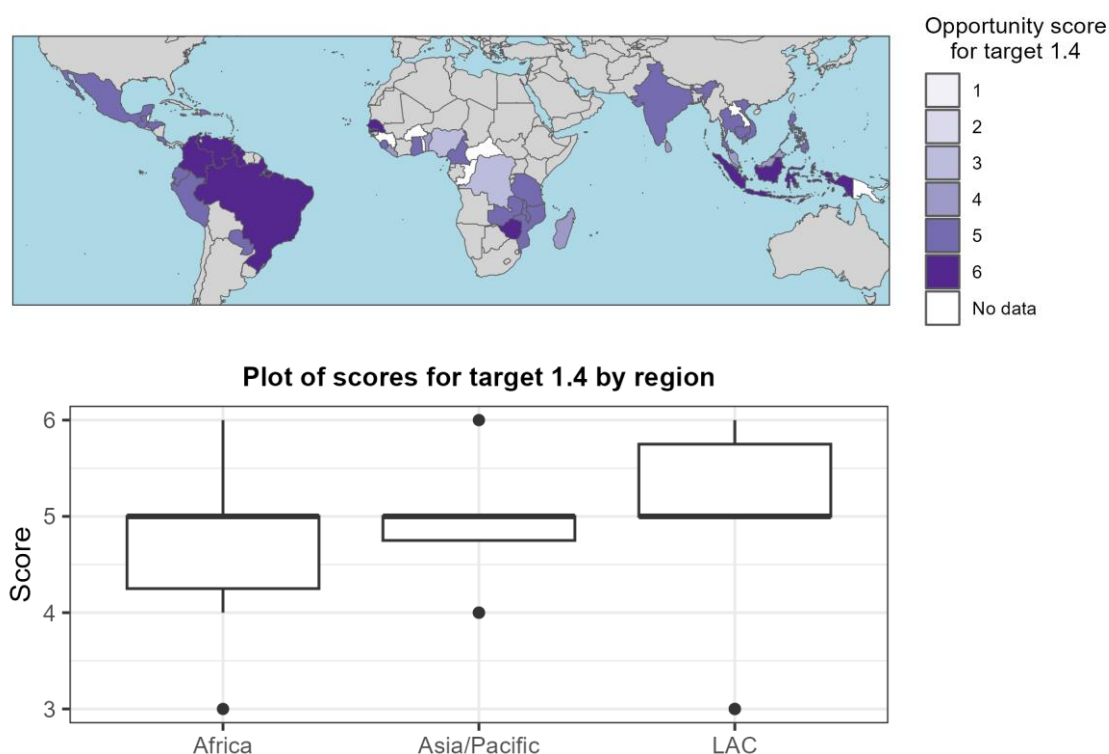 Opportunity score
for target 1.4
1
2
3
4
5
6
No data
Plot of scores for target 1.4 by region
Score
6
5
4
3
Africa
Asia/Pacific
LAC